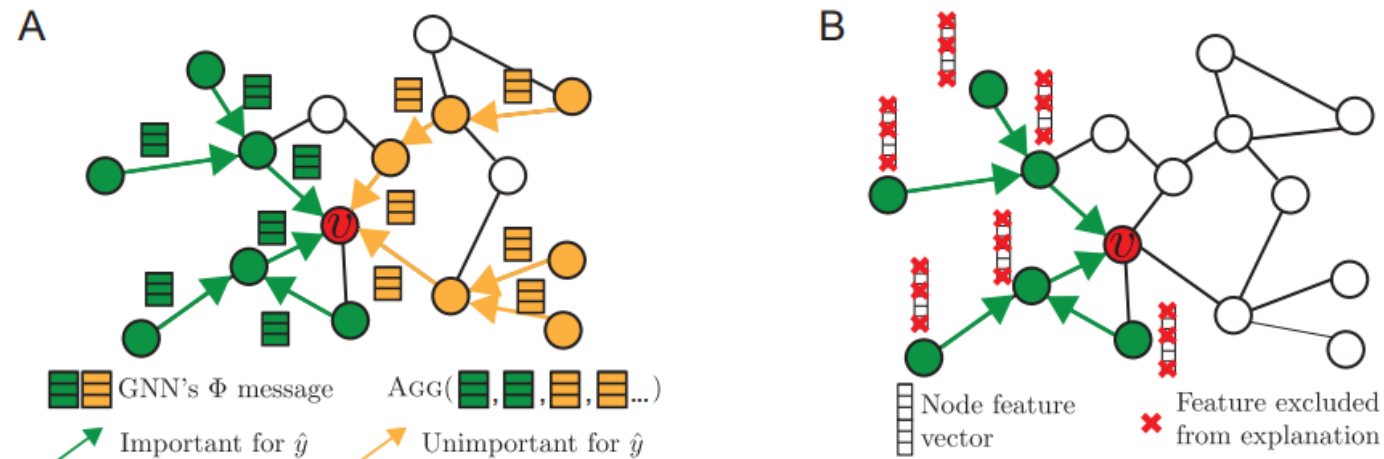 A
B
v
v
GNN's Φ message
AGG( , , , ...)
Important for ŷ
Unimportant for ŷ
Node feature
vector
Feature excluded
from explanation